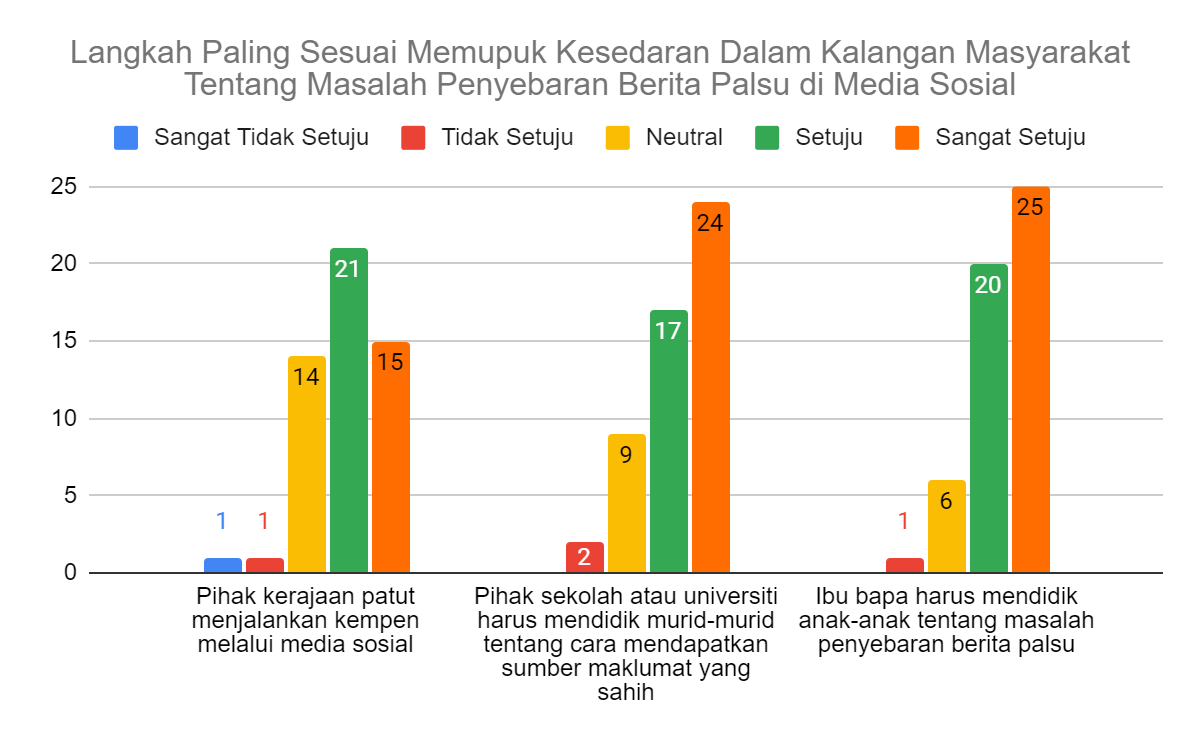 Langkah Paling Sesuai Memupuk Kesedaran Dalam Kalangan Masyarakat
Tentang Masalah Penyebaran Berita Palsu di Media Sosial
Sangat Tidak Setuju
Tidak Setuju
Neutral
Setuju
Sangat Setuju
25
20
15
10
5
0
1
1
14
21
15
2
9
17
24
1
6
20
25
Pihak kerajaan patut
menjalankan kempen
melalui media sosial
Pihak sekolah atau universiti
harus mendidik murid-murid
tentang cara mendapatkan
sumber maklumat yang
sahih
Ibu bapa harus mendidik
anak-anak tentang masalah
penyebaran berita palsu